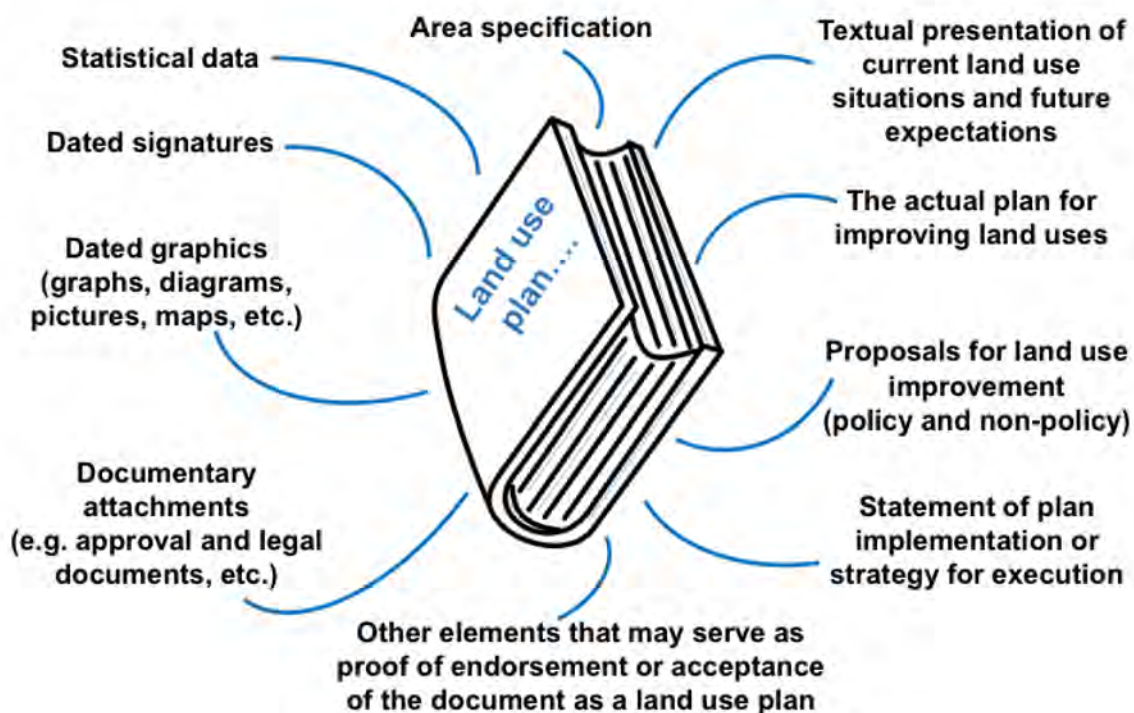 Area specification
Statistical data
Dated signatures
Dated graphics
(graphs, diagrams,
pictures, maps, etc.)
Documentary
attachments
(e.g. approval and legal
documents, etc.)
Land use
plan....
Textual presentation of
current land use
situations and future
expectations
The actual plan for
improving land uses
Proposals for land use
improvement
(policy and non-policy)
Statement of plan
implementation or
strategy for execution
Other elements that may serve as
proof of endorsement or acceptance
of the document as a land use plan